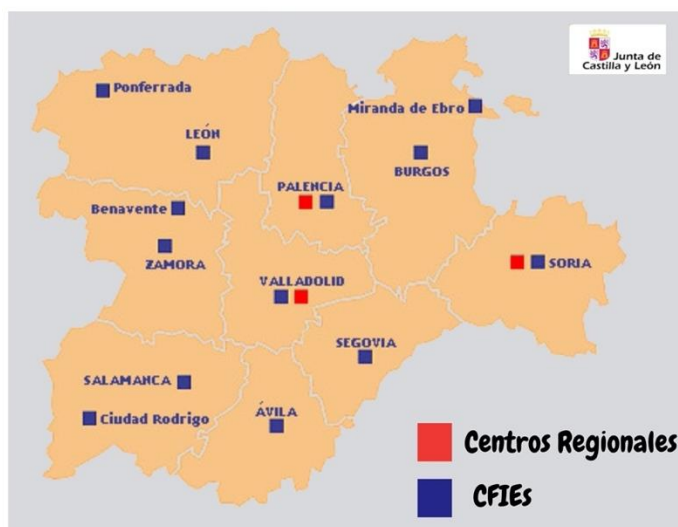 Junta de
Castilla y León
Ponferrada
Miranda de Ebro
LEÓN
BURGOS
PALENCIA
Benavente
ZAMORA
SORIA
VALLADOLID
SEGOVIA
SALAMANCA
Ciudad Rodrigo
ÁVILA
Centros Regionales
CFIEs